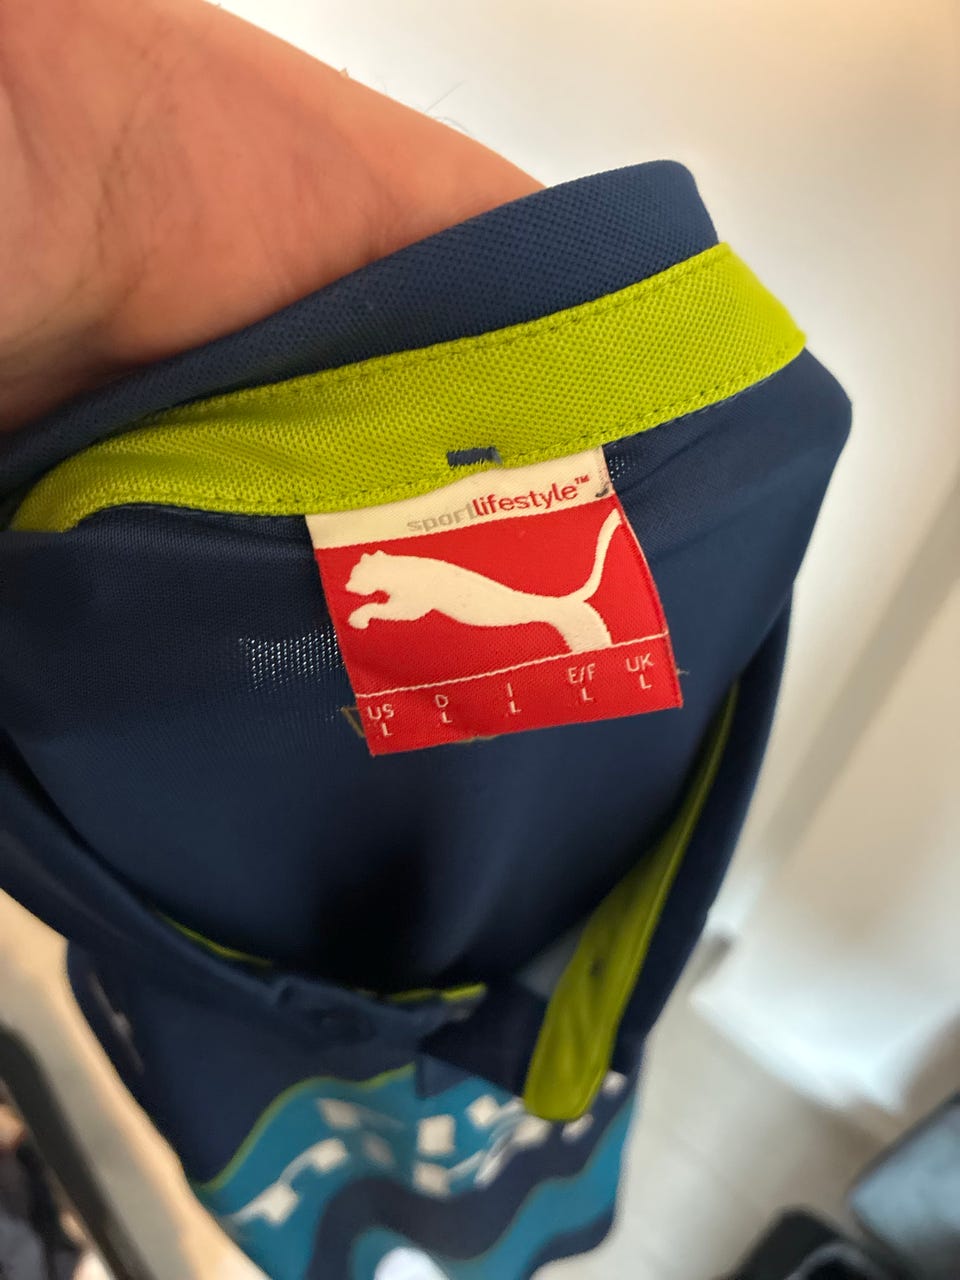 sportlifestyle™
US D I E/F UK
L L L L L